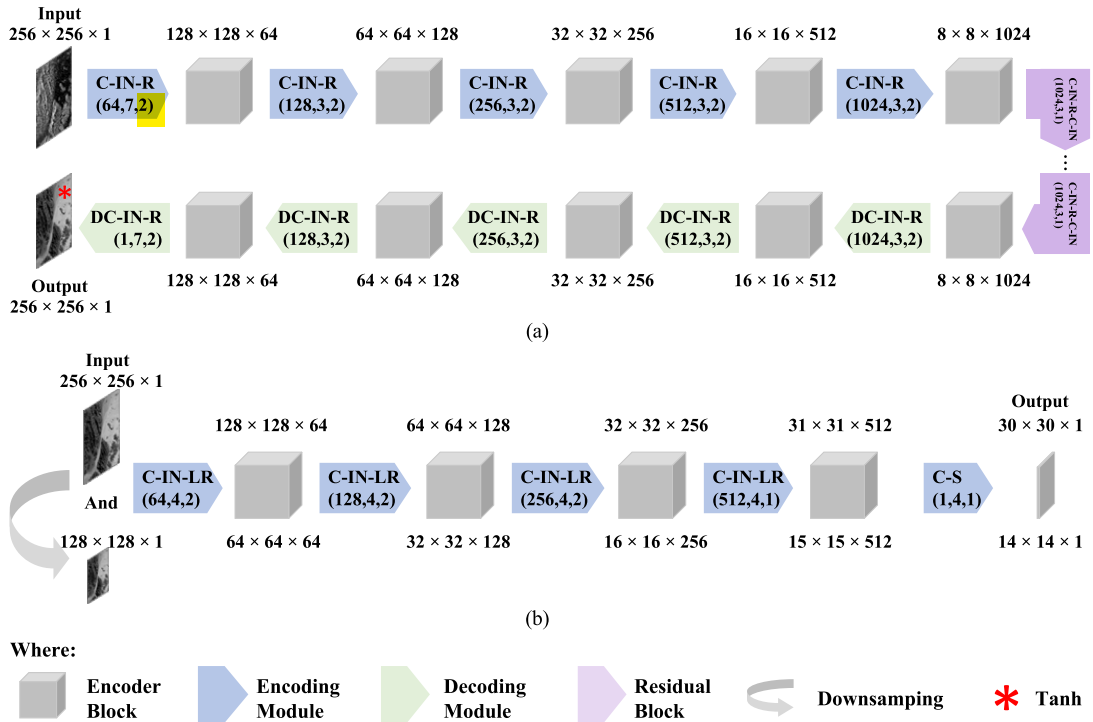 Input
256 × 256 × 1
128 × 128 × 64
64 × 64 × 128
32 × 32 × 256
16 × 16 × 512
8 × 8 × 1024
C-IN-R
(64,7,2)
C-IN-R
(128,3,2)
C-IN-R
(256,3,2)
C-IN-R
(512,3,2)
C-IN-R
(1024,3,2)
C-IN-R-C-IN
(1024,3,1)
...
C-IN-R-C-IN
(1024,3,1)
DC-IN-R
(1,7,2)
DC-IN-R
(128,3,2)
DC-IN-R
(256,3,2)
DC-IN-R
(512,3,2)
DC-IN-R
(1024,3,2)
Output
256 × 256 × 1
128 × 128 × 64
64 × 64 × 128
32 × 32 × 256
16 × 16 × 512
8 × 8 × 1024
(a)
Input
256 × 256 × 1
128 × 128 × 64
64 × 64 × 128
32 × 32 × 256
31 × 31 × 512
Output
30 × 30 × 1
And
C-IN-LR
(64,4,2)
C-IN-LR
(128,4,2)
C-IN-LR
(256,4,2)
C-IN-LR
(512,4,1)
C-S
(1,4,1)
128 × 128 × 1
64 × 64 × 64
32 × 32 × 128
16 × 16 × 256
15 × 15 × 512
14 × 14 × 1
(b)
Where:
Encoder
Block
Encoding
Module
Decoding
Module
Residual
Block
Downsamping
* Tanh